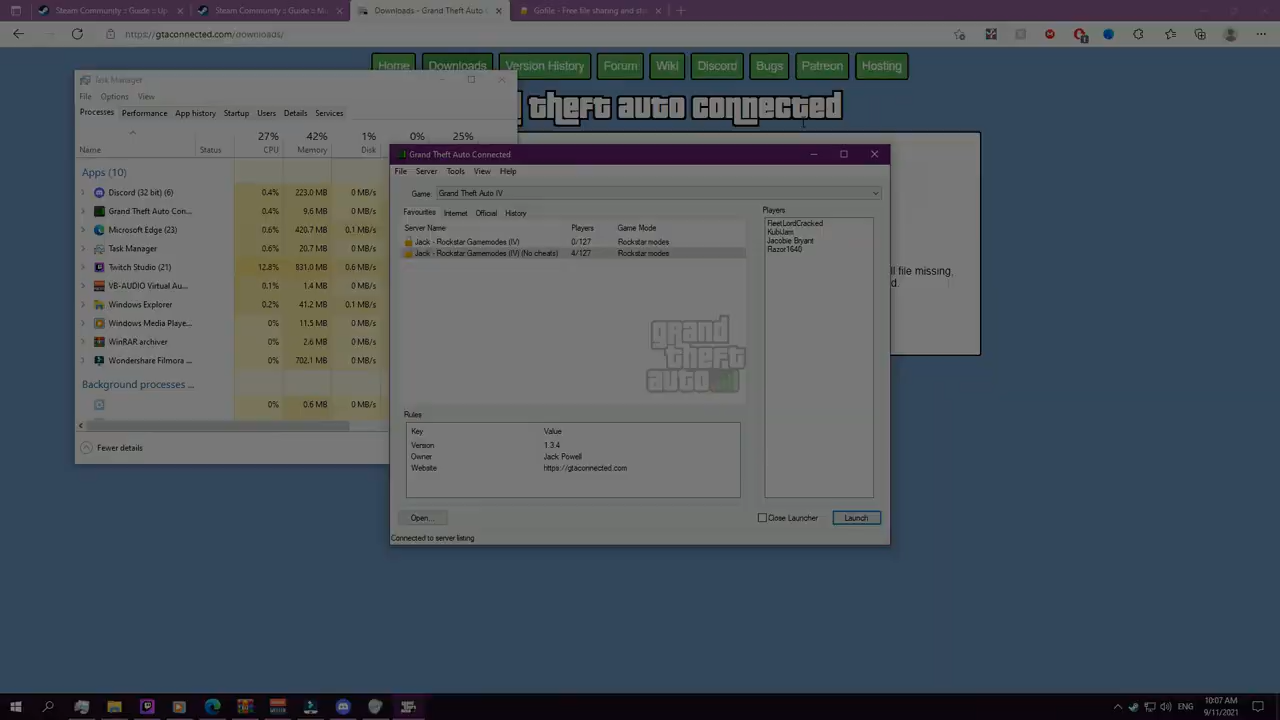 Steam Community :: Guide :: Up
Steam Community :: Guide :: M
Downloads - Grand Theft Auto C
Gofile - Free file sharing and sto
https://gtaconnected.com/downloads/
Home
Downloads
Version History
Forum
Wiki
Discord
Bugs
Patreon
Hosting
theft auto connected
Task Manager
File Options View
Processes Performance App history Startup Users Details Services
27% 42% 1% 0% 25%
Name Status CPU Memory Disk
Apps (10)
Discord (32 bit) (6) 0.4% 223.0 MB 0 MB/s
Grand Theft Auto Con... 0.4% 9.6 MB 0 MB/s
Microsoft Edge (23) 0.6% 420.7 MB 0.1 MB/s
Task Manager 0.6% 20.7 MB 0 MB/s
Twitch Studio (21) 12.8% 831.0 MB 0.6 MB/s
VB-AUDIO Virtual Au... 0.1% 1.4 MB 0 MB/s
Windows Explorer 0.2% 41.2 MB 0.1 MB/s
Windows Media Playe... 0% 11.5 MB 0 MB/s
WinRAR archiver 0% 2.6 MB 0 MB/s
Wondershare Filmora ... 0% 702.1 MB 0 MB/s
Background processes ...
0% 0.6 MB 0 MB/s
Fewer details
Grand Theft Auto Connected
File Server Tools View Help
Game: Grand Theft Auto IV
Favourites Internet Official History
Server Name Players Game Mode
Jack - Rockstar Gamemodes (IV) 0/127 Rockstar modes
Jack - Rockstar Gamemodes (IV) (No cheats) 4/127 Rockstar modes
grand
theft
auto
Players
FleetLordCracked
KubiJam
Jacobie Bryant
Razor1640
Rules
Key Value
Version 1.3.4
Owner Jack Powell
Website https://gtaconnected.com
Open...
Close Launcher
Launch
Connected to server listing
ll file missing,
d.
ENG
10:07 AM
9/11/2021